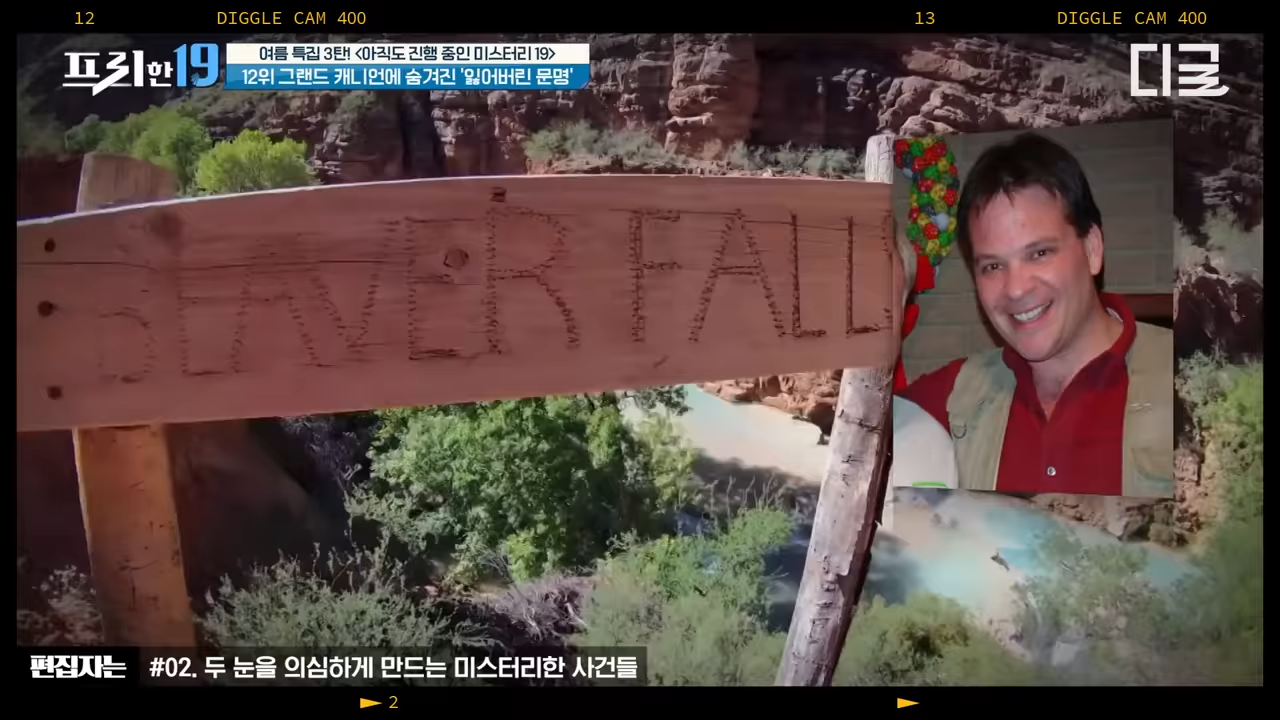 12 DIGGLE CAM 400 13 DIGGLE CAM 400
프리한19
여름 특집 3탄! <아직도 진행 중인 미스터리 19>
12위 그랜드 캐니언에 숨겨진 '잃어버린 문명'
디글
BEAVER FALL
편집자는 #02. 두 눈을 의심하게 만드는 미스터리한 사건들
2